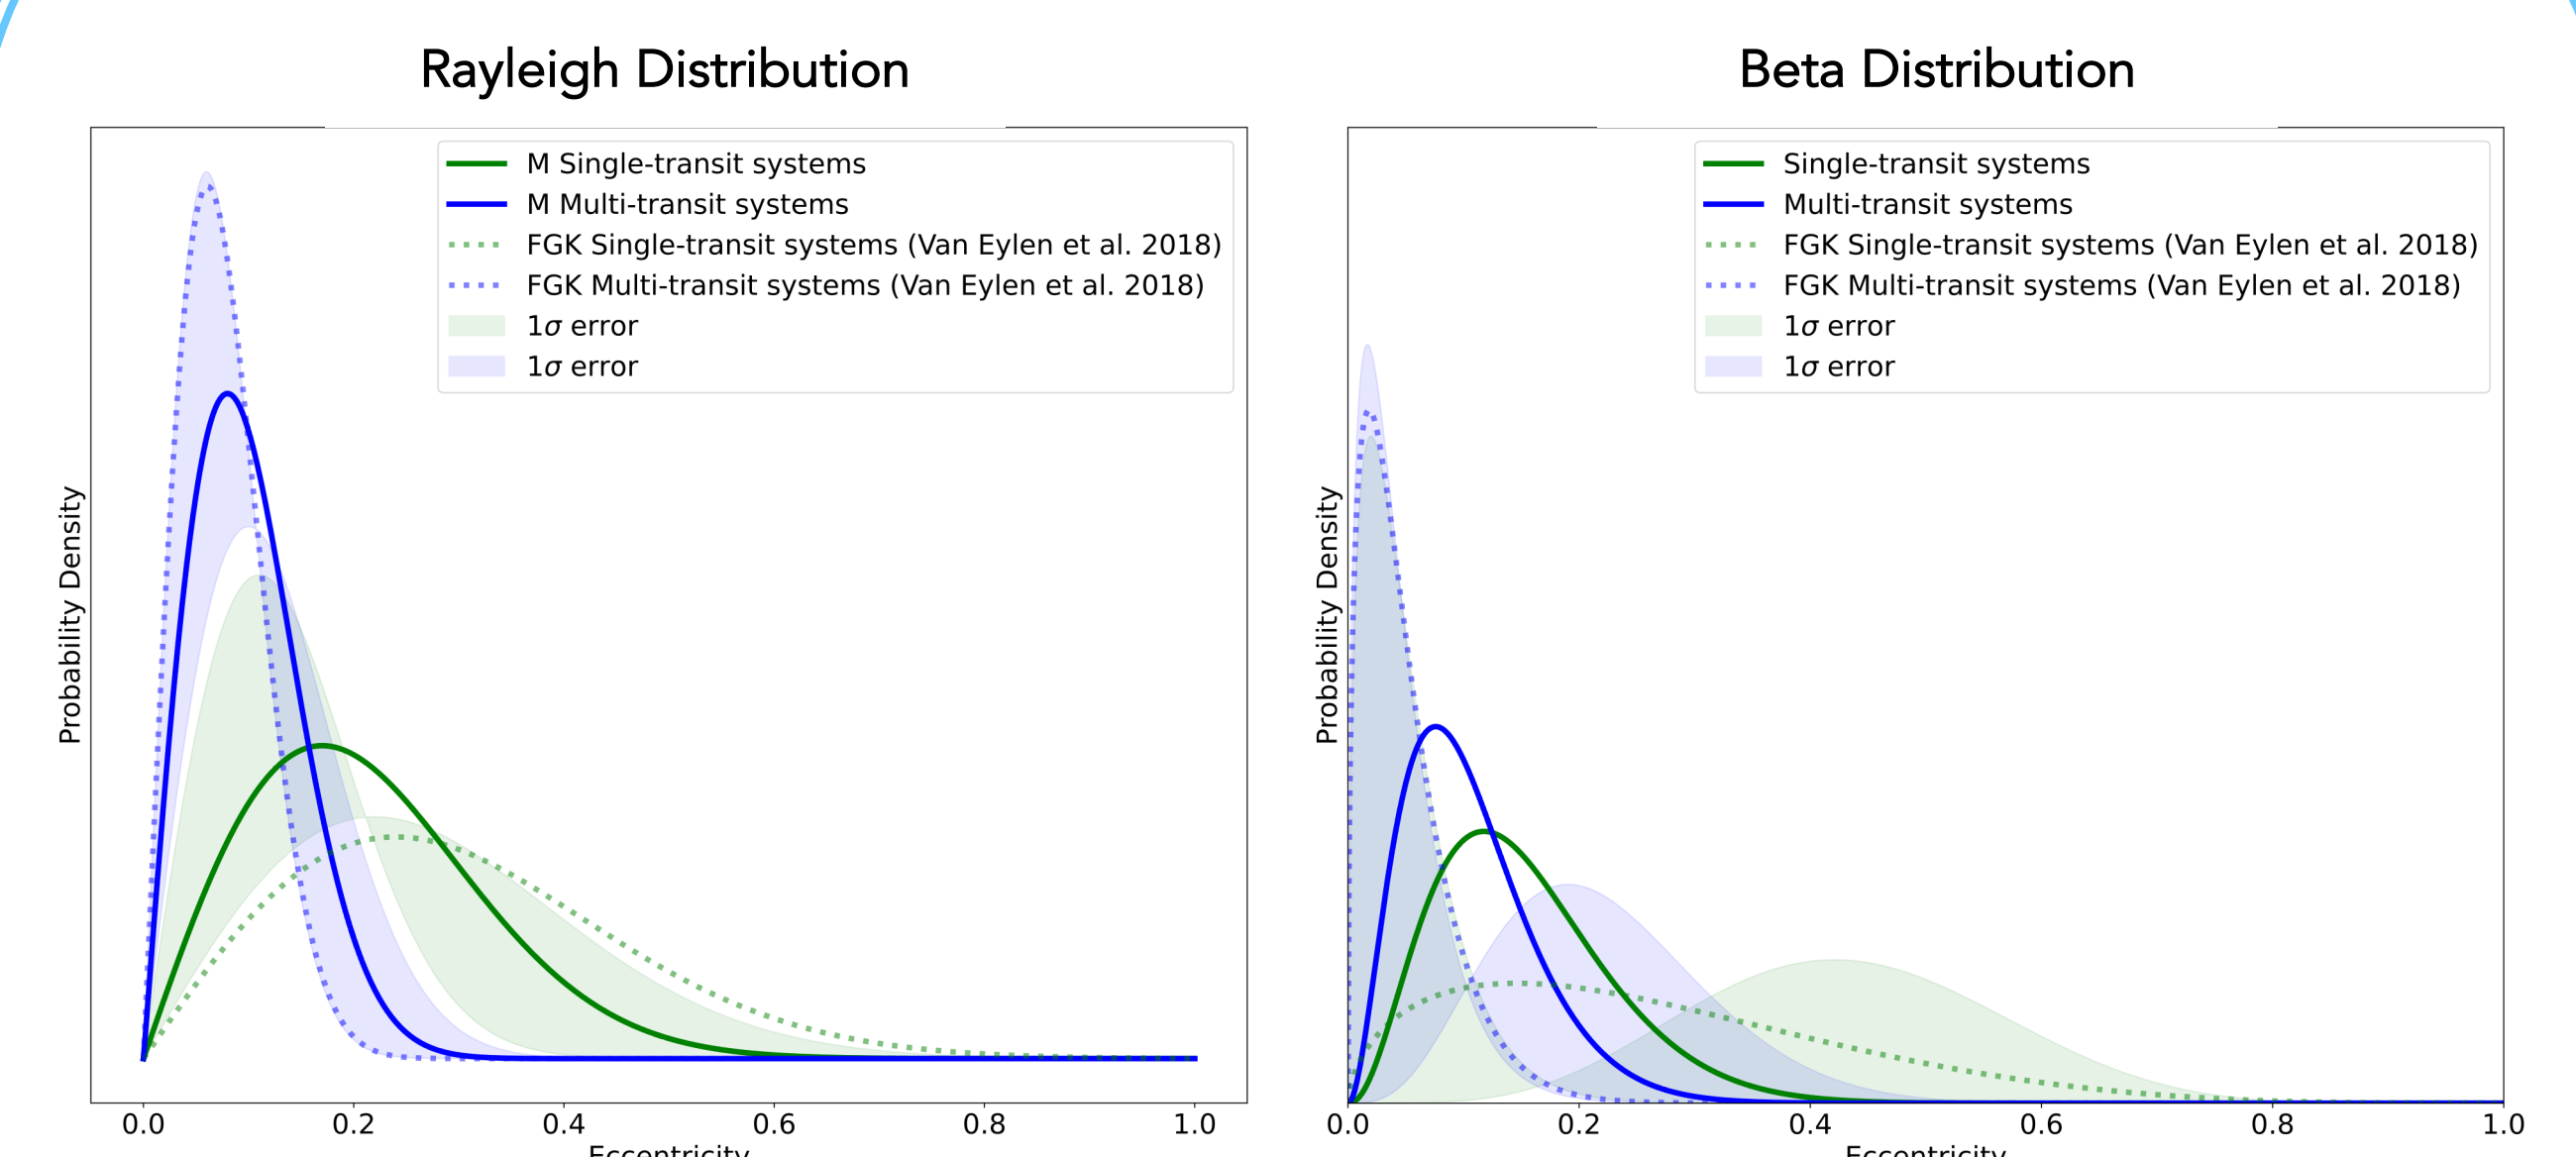 Rayleigh Distribution
M Single-transit systems
M Multi-transit systems
FGK Single-transit systems (Van Eylen et al. 2018)
FGK Multi-transit systems (Van Eylen et al. 2018)
1σ error
1σ error
Probability Density
0.0 0.2 0.4 0.6 0.8 1.0
Eccentricity
Beta Distribution
Single-transit systems
Multi-transit systems
FGK Single-transit systems (Van Eylen et al. 2018)
FGK Multi-transit systems (Van Eylen et al. 2018)
1σ error
1σ error
Probability Density
0.0 0.2 0.4 0.6 0.8 1.0
Eccentricity